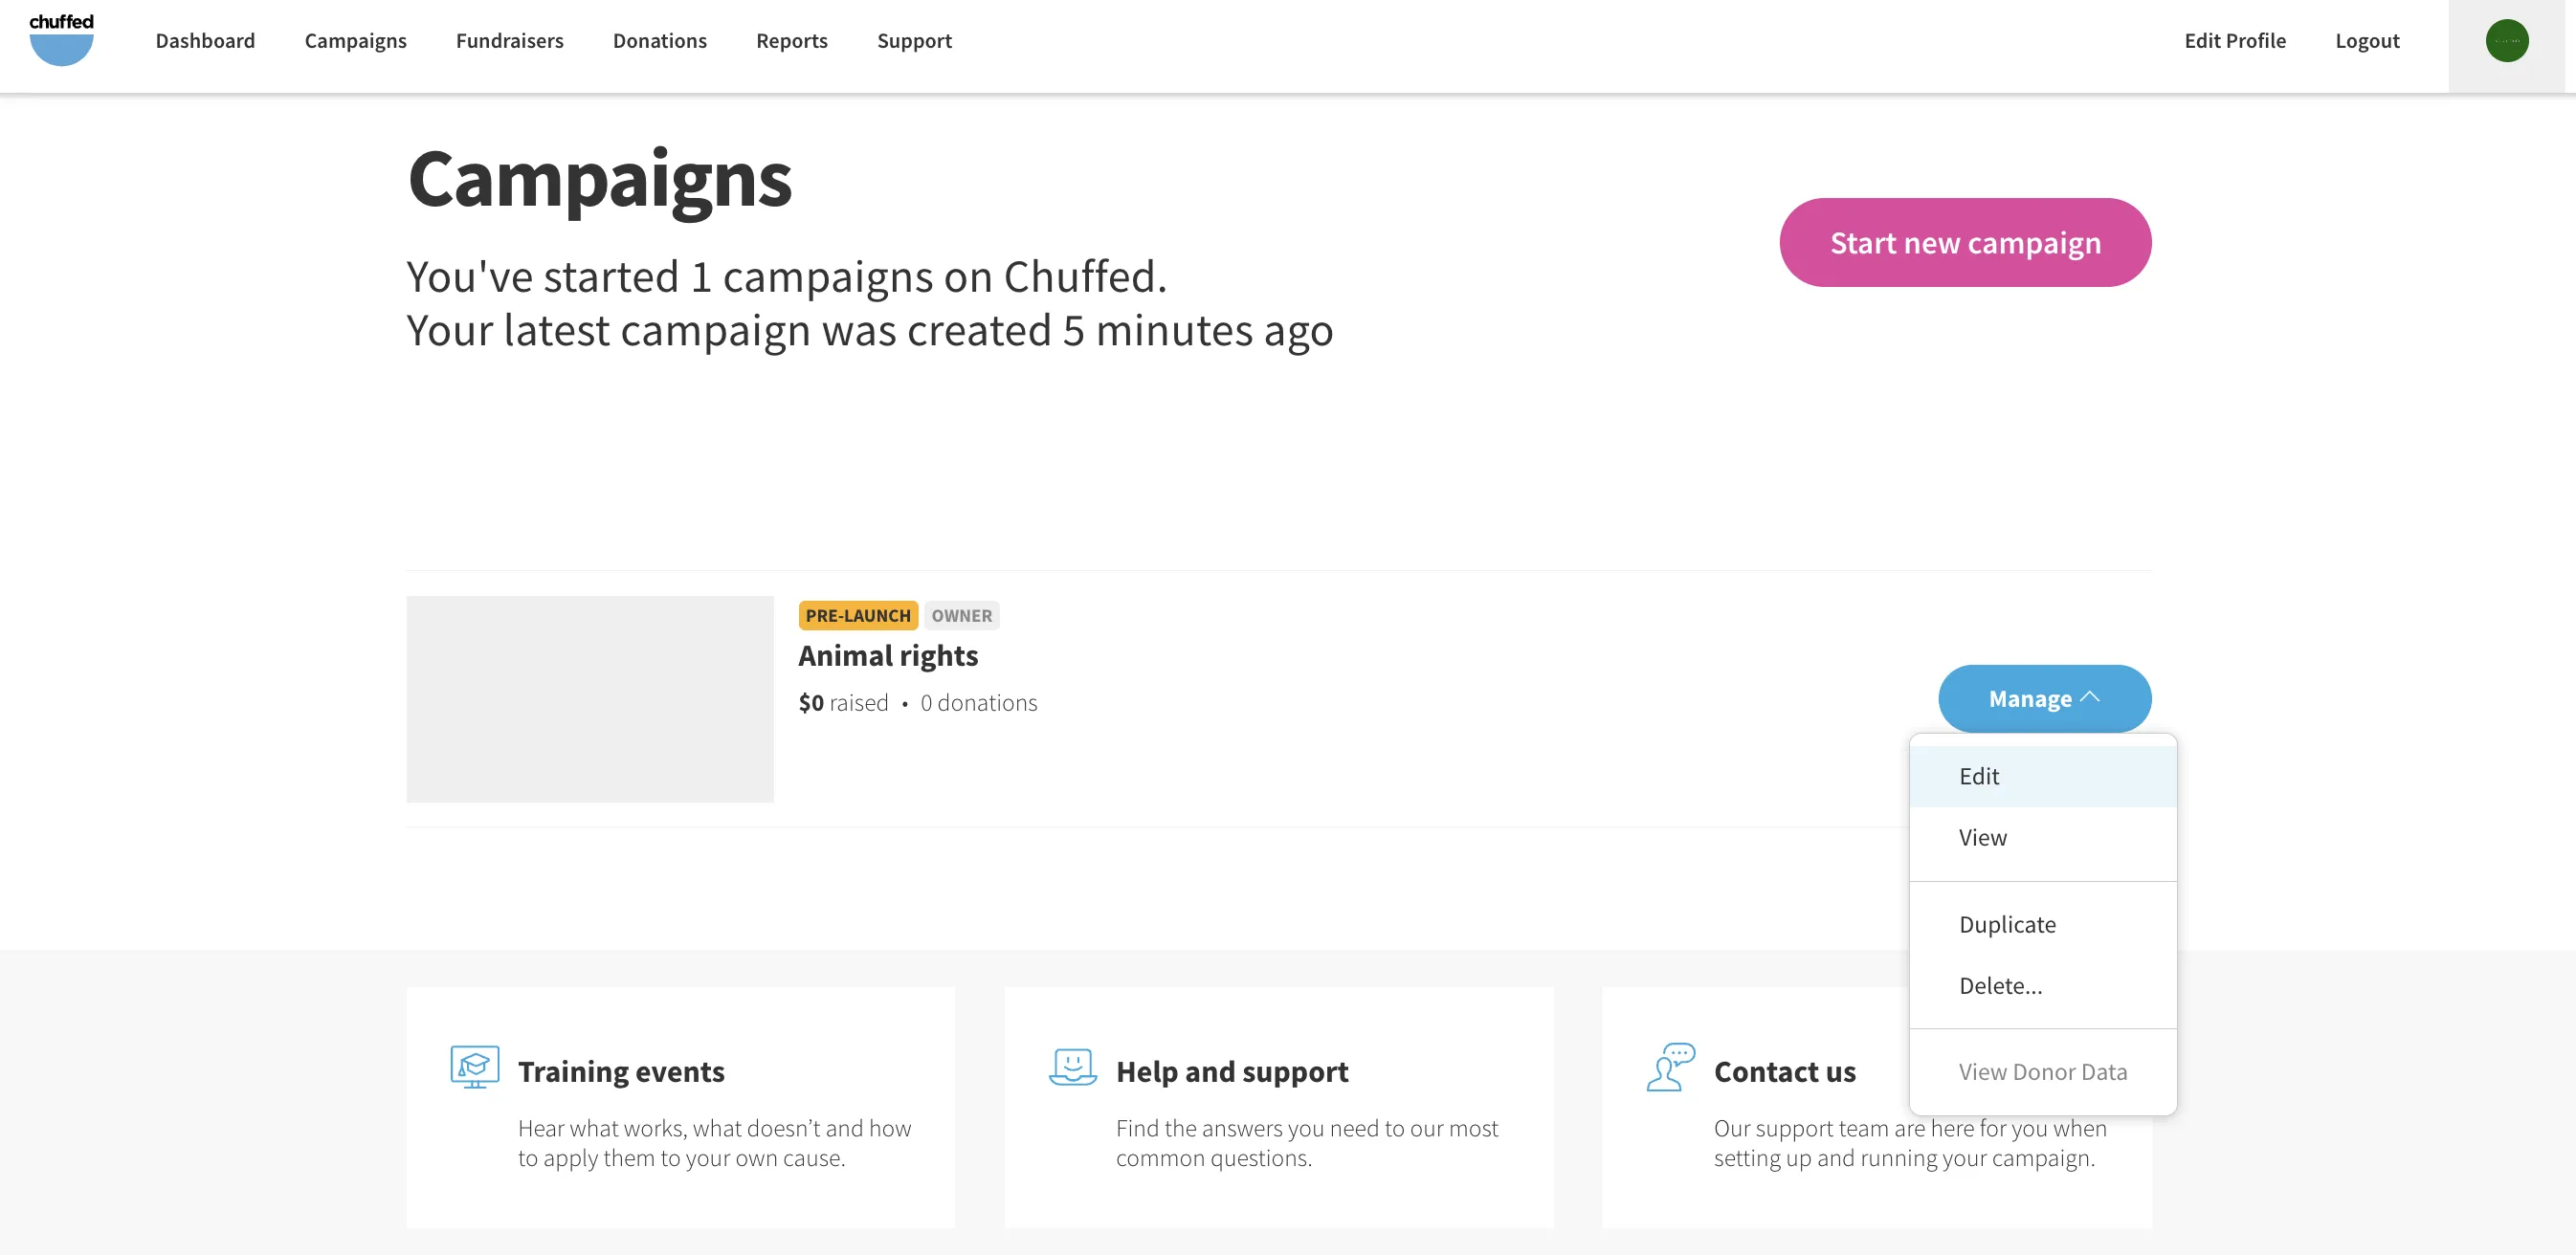 chuffed
Dashboard Campaigns Fundraisers Donations Reports Support Edit Profile Logout
Campaigns
Start new campaign
You've started 1 campaigns on Chuffed.
Your latest campaign was created 5 minutes ago
PRE-LAUNCH OWNER
Animal rights
$0 raised • 0 donations
Manage
Edit
View
Duplicate
Delete...
View Donor Data
Training events
Hear what works, what doesn’t and how
to apply them to your own cause.
Help and support
Find the answers you need to our most
common questions.
Contact us
Our support team are here for you when
setting up and running your campaign.